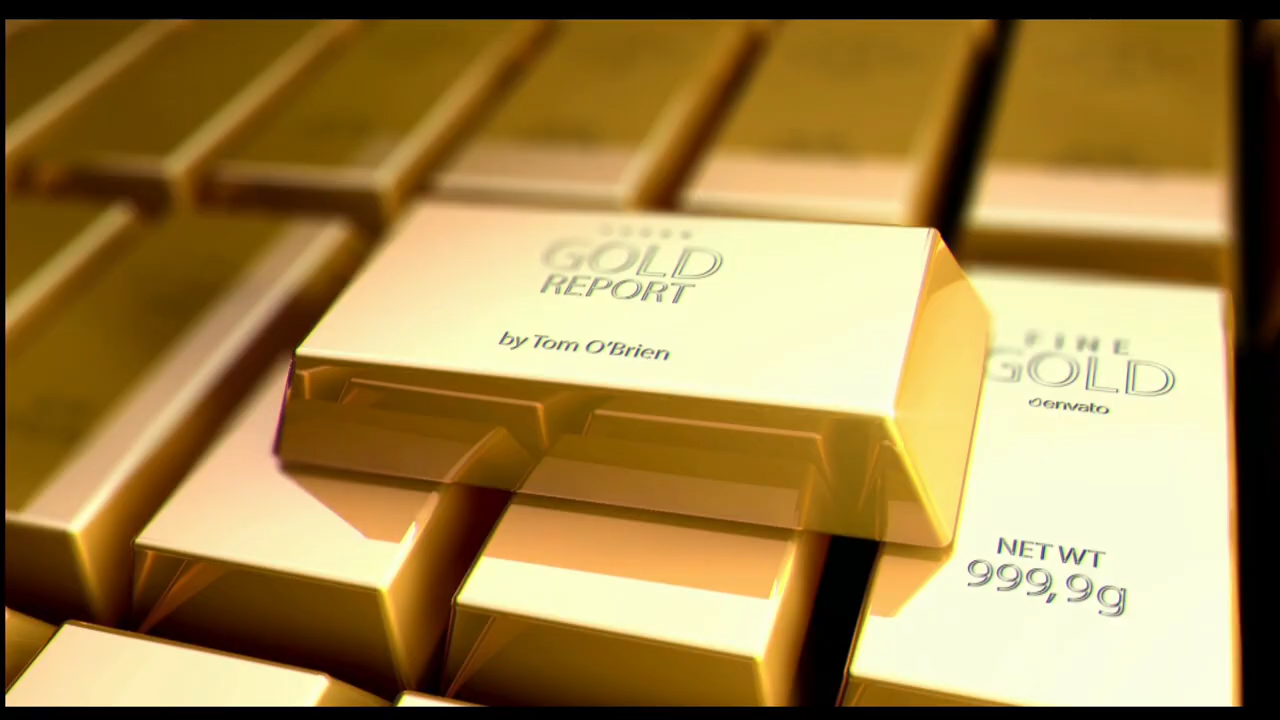 GOLD
REPORT
by Tom O'Brien
FINE
GOLD
envato
NET WT
999,9g